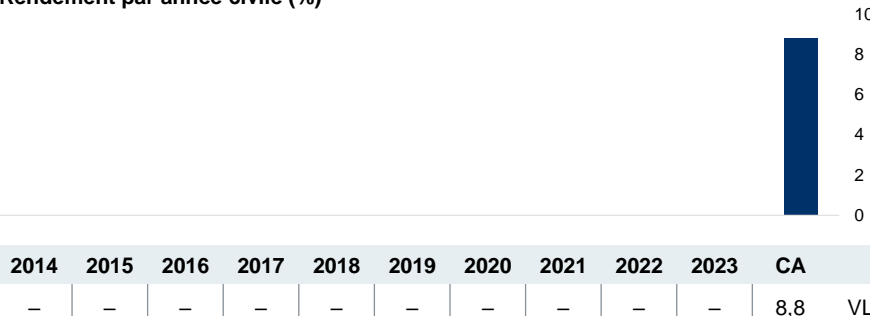 Rendement par année civile (%)
10
8
6
4
2
0
2014 2015 2016 2017 2018 2019 2020 2021 2022 2023 CA
– – – – – – – – – – 8,8 VL